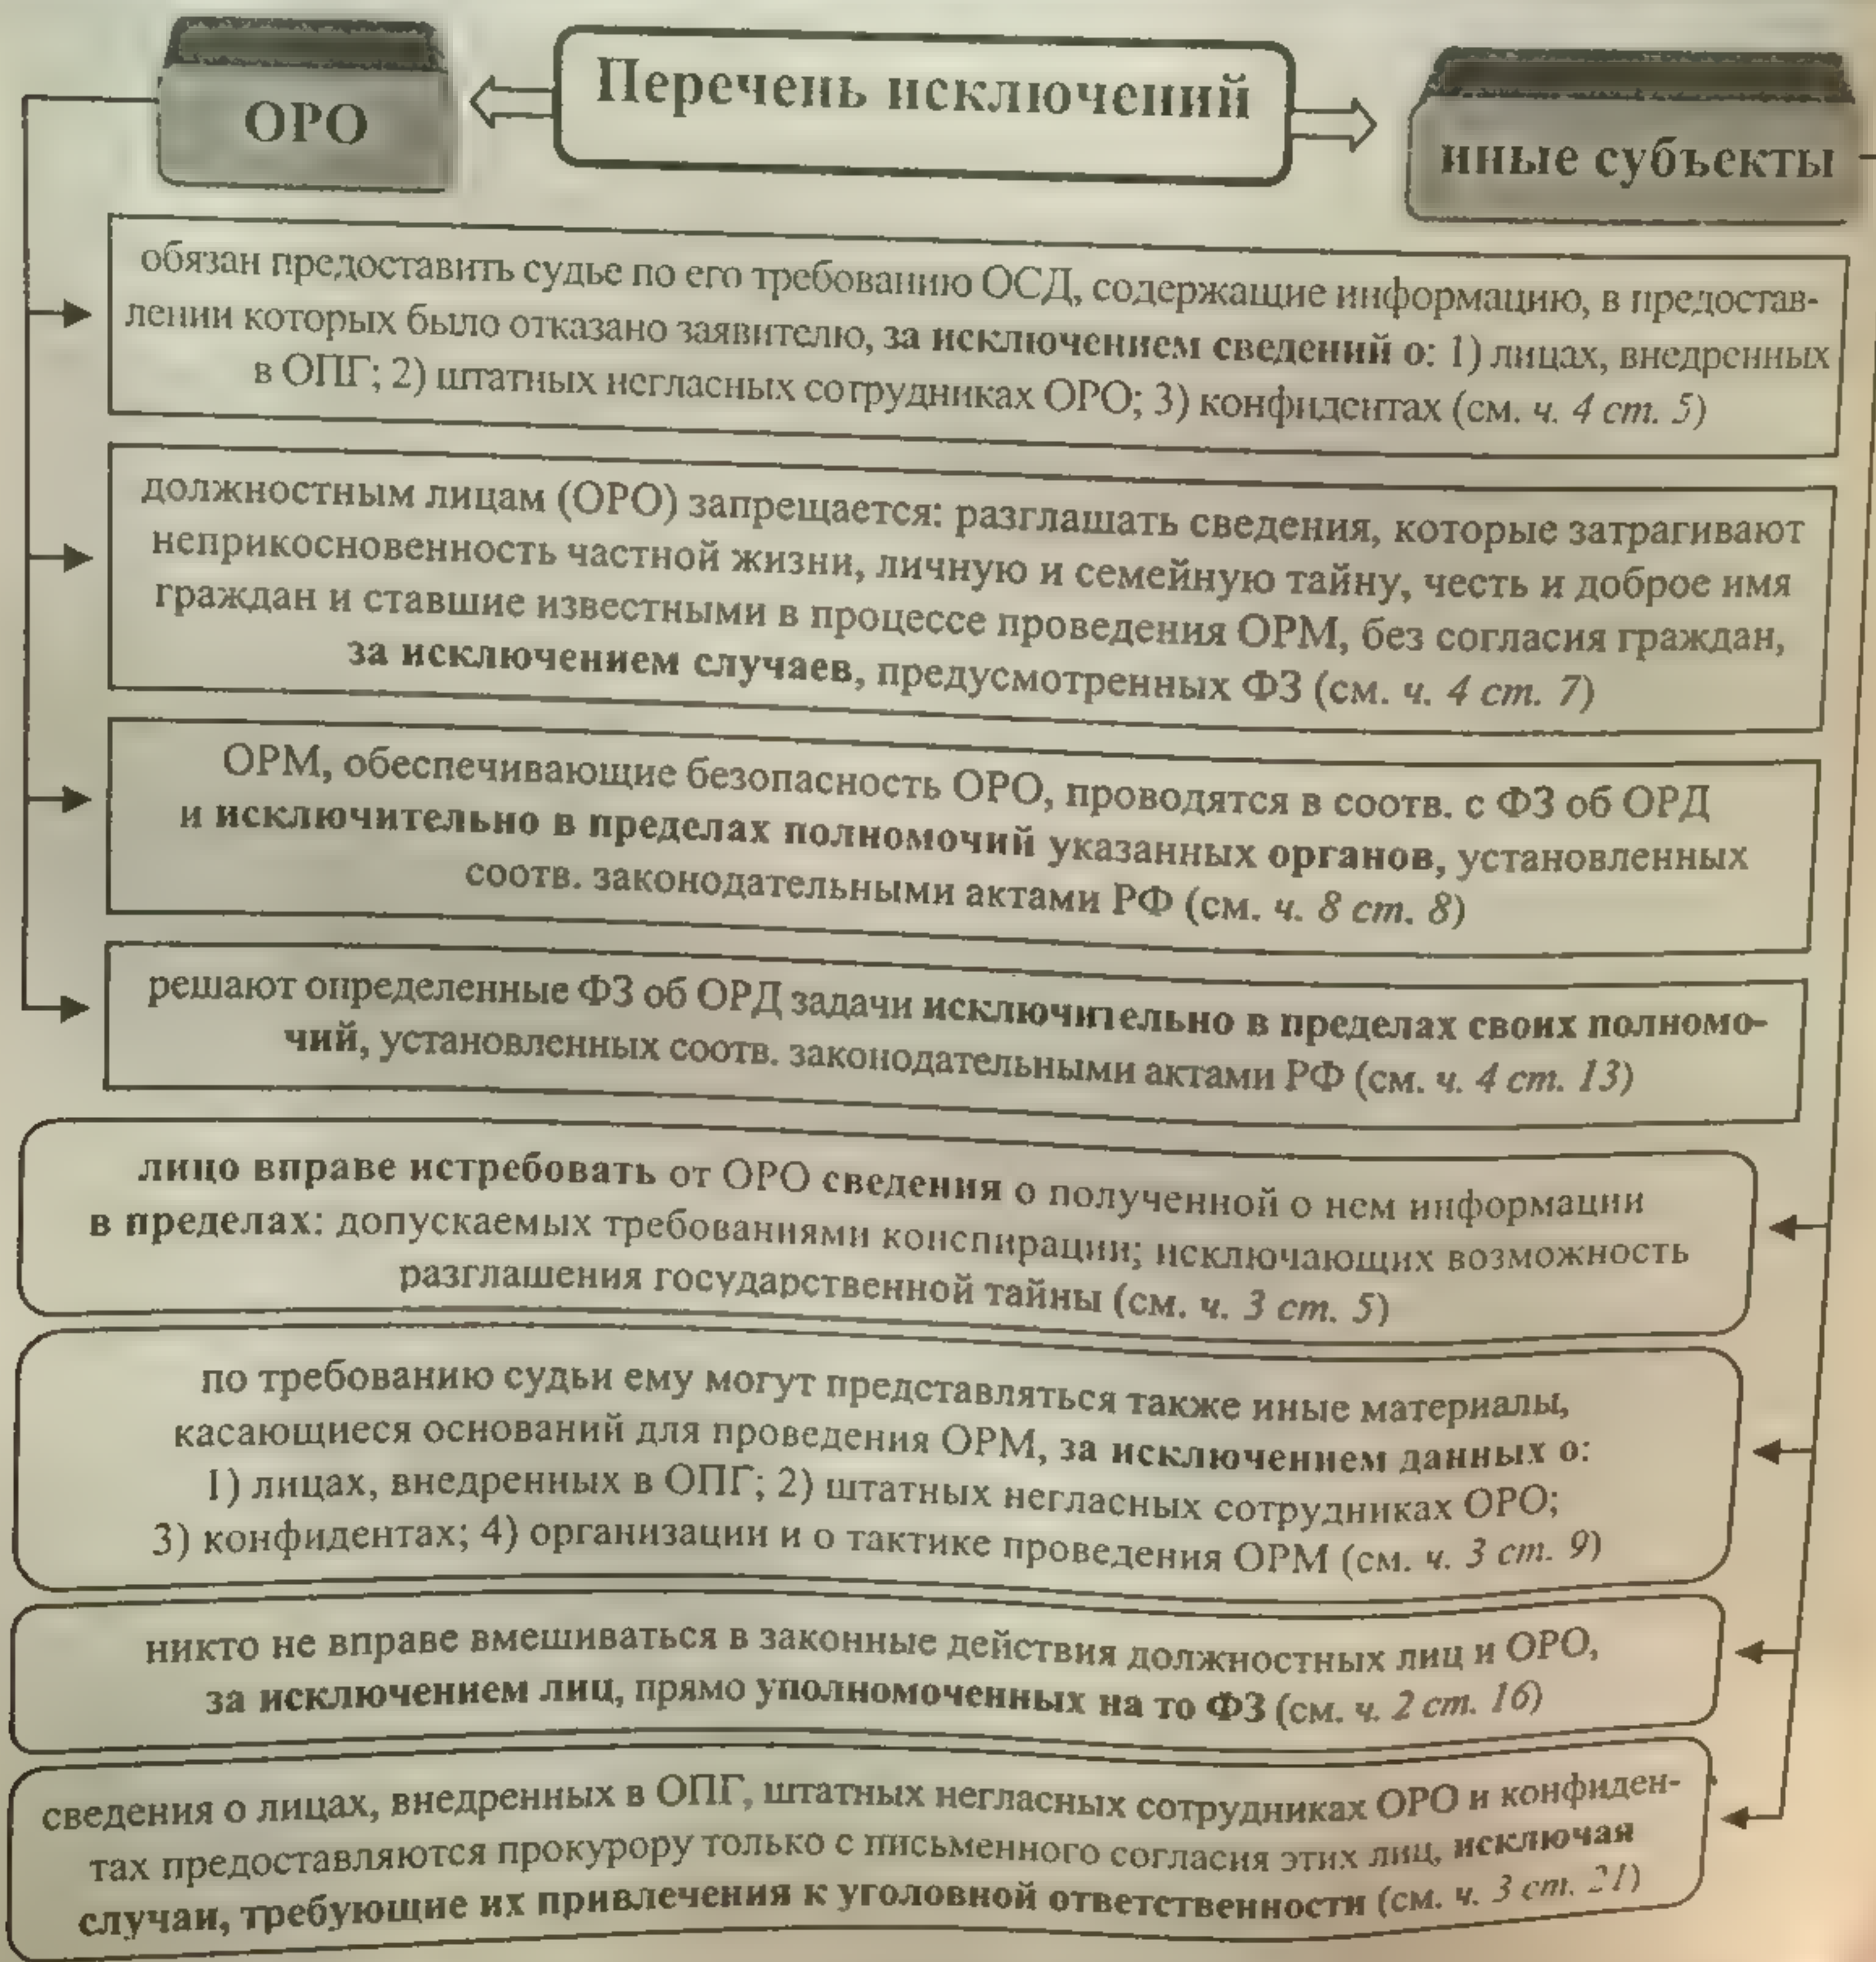 ОРО
Перечень исключений
иные субъекты
обязан предоставить судье по его требованию ОСД, содержащие информацию, в предостав-
лении которых было отказано заявителю, за исключением сведений о: 1) лицах, внедренных
в ОПГ; 2) штатных негласных сотрудниках ОРО; 3) конфидентах (см. ч. 4 ст. 5)
должностным лицам (ОРО) запрещается: разглашать сведения, которые затрагивают
неприкосновенность частной жизни, личную и семейную тайну, честь и доброе имя
граждан и ставшие известными в процессе проведения ОРМ, без согласия граждан,
за исключением случаев, предусмотренных ФЗ (см. ч. 4 ст. 7)
ОРМ, обеспечивающие безопасность ОРО, проводятся в соотв. с ФЗ об ОРД
и исключительно в пределах полномочий указанных органов, установленных
соотв. законодательными актами РФ (см. ч. 8 ст. 8)
решают определенные ФЗ об ОРД задачи исключительно в пределах своих полномо-
чий, установленных соотв. законодательными актами РФ (см. ч. 4 ст. 13)
лицо вправе истребовать от ОРО сведения о полученной о нем информации
в пределах: допускаемых требованиями конспирации; исключающих возможность
разглашения государственной тайны (см. ч. 3 ст. 5)
по требованию судьи ему могут представляться также иные материалы,
касающиеся оснований для проведения ОРМ, за исключением данных о:
1) лицах, внедренных в ОПГ; 2) штатных негласных сотрудниках ОРО;
3) конфидентах; 4) организации и о тактике проведения ОРМ (см. ч. 3 ст. 9)
никто не вправе вмешиваться в законные действия должностных лиц и ОРО,
за исключением лиц, прямо уполномоченных на то ФЗ (см. ч. 2 ст. 16)
сведения о лицах, внедренных в ОПГ, штатных негласных сотрудниках ОРО и конфиден-
тах предоставляются прокурору только с письменного согласия этих лиц, исключая
случаи, требующие их привлечения к уголовной ответственности (см. ч. 3 ст. 21)